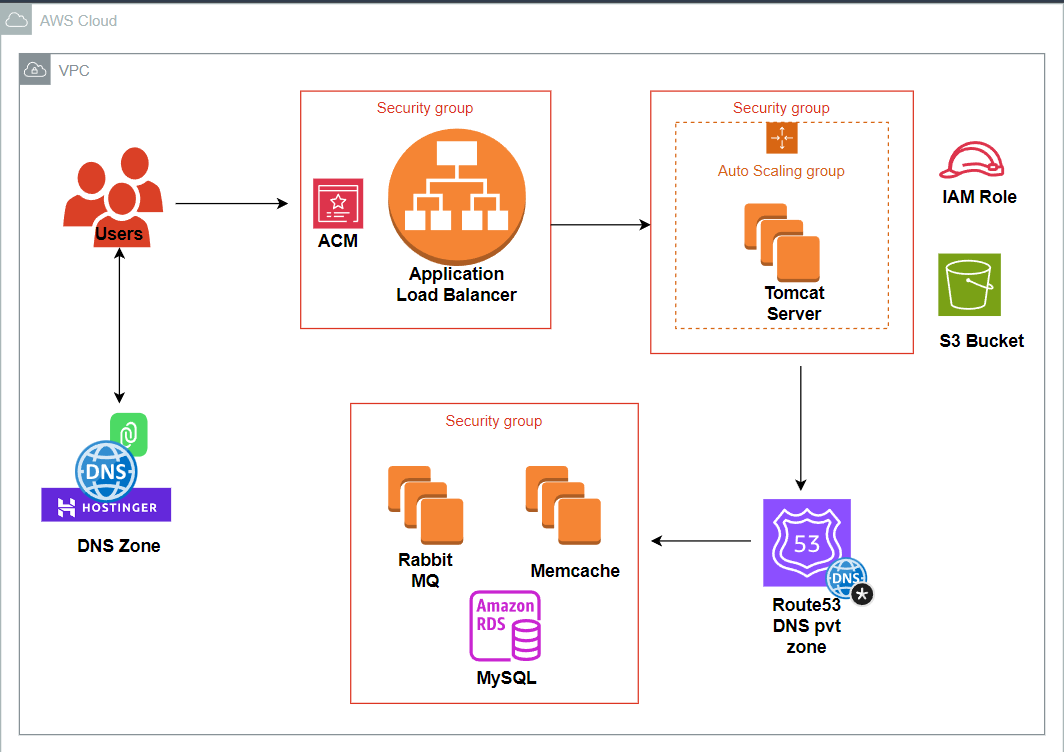 AWS Cloud
VPC
Security group
ACM
Application
Load Balancer
Users
Security group
Auto Scaling group
Tomcat
Server
IAM Role
S3 Bucket
DNS
HOSTINGER
DNS Zone
Security group
Rabbit
MQ
Memcache
Amazon
RDS
MySQL
53
DNS
*
Route53
DNS pvt
zone